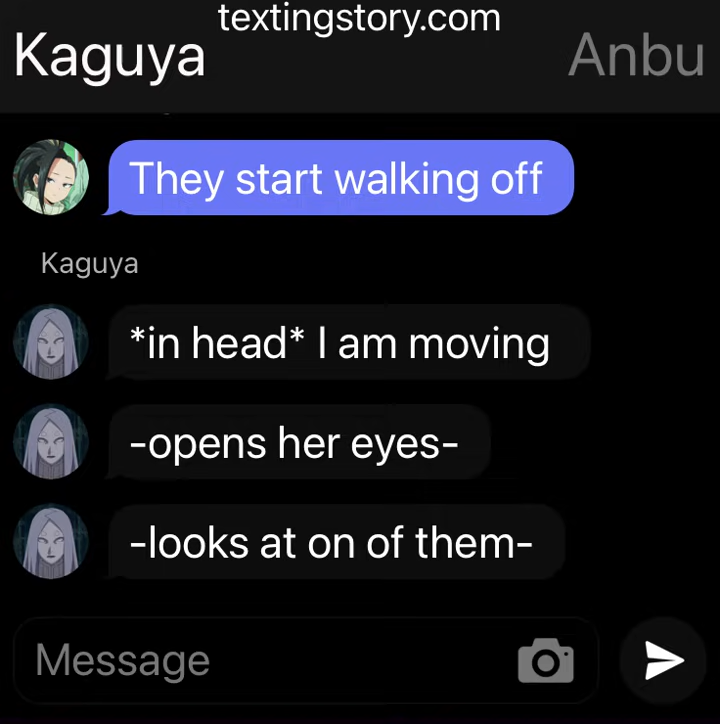 textingstory.com
Kaguya
Anbu
They start walking off
Kaguya
*in head* I am moving
-opens her eyes-
-looks at on of them-
Message